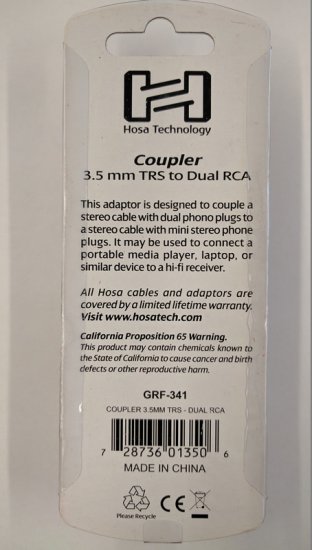 Hosa Technology
Coupler
3.5 mm TRS to Dual RCA
This adaptor is designed to couple a
stereo cable with dual phono plugs to
a stereo cable with mini stereo phone
plugs. It may be used to connect a
portable media player, laptop, or
similar device to a hi-fi receiver.
All Hosa cables and adaptors are
covered by a limited lifetime warranty.
Visit www.hosatech.com
California Proposition 65 Warning.
This product may contain chemicals known to
the State of California to cause cancer and birth
defects or other reproductive harm.
GRF-341
COUPLER 3.5MM TRS - DUAL RCA
7 28736 01350 6
MADE IN CHINA
Please Recycle
CE